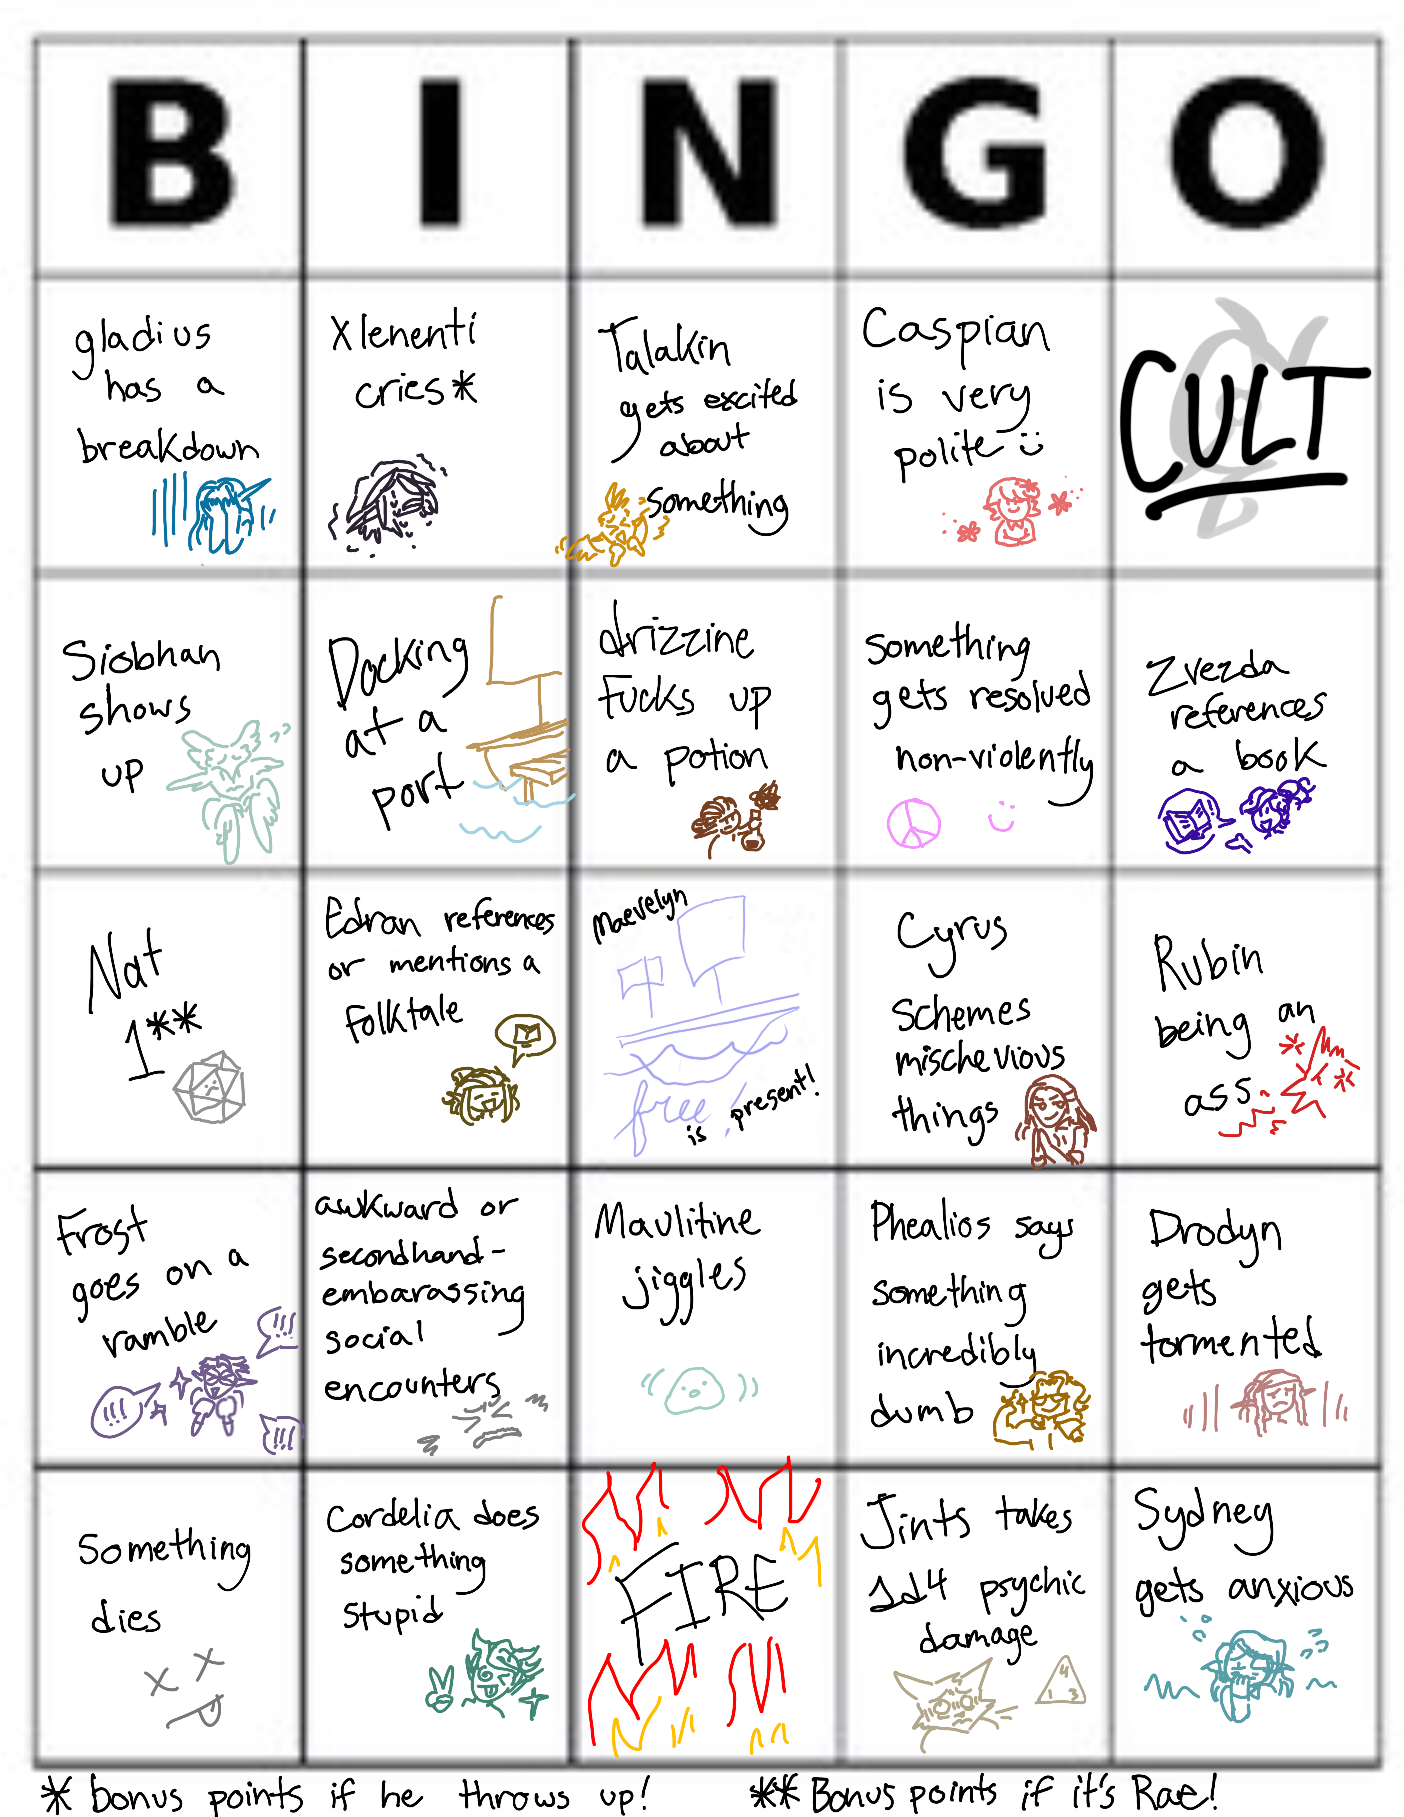 B I N G O
gladius
has a
breakdown
Xlenenti
cries*
Talakin
gets excited
about
something
Caspian
is very
polite :)
CULT
Siobhan
shows
up
Docking
at a
port
drizzine
fucks up
a potion
something
gets resolved
non-violently
Zvezda
references
a book
Nat
1**
Edran references
or mentions a
folktale
Maevelyn
free!
is present!
Cyrus
schemes
mischevious
things
Rubin
being an
ass.
Frost
goes on a
ramble
!!!
!!!
!!!
awkward or
secondhand-
embarassing
social
encounters
Maulitine
jiggles
Phealios says
something
incredibly
dumb
Drodyn
gets
tormented
Something
dies
Cordelia does
something
stupid
FIRE
Jints takes
1d4 psychic
damage
4
1 3
Sydney
gets anxious
* bonus points if he throws up!
** Bonus points if it's Rae!